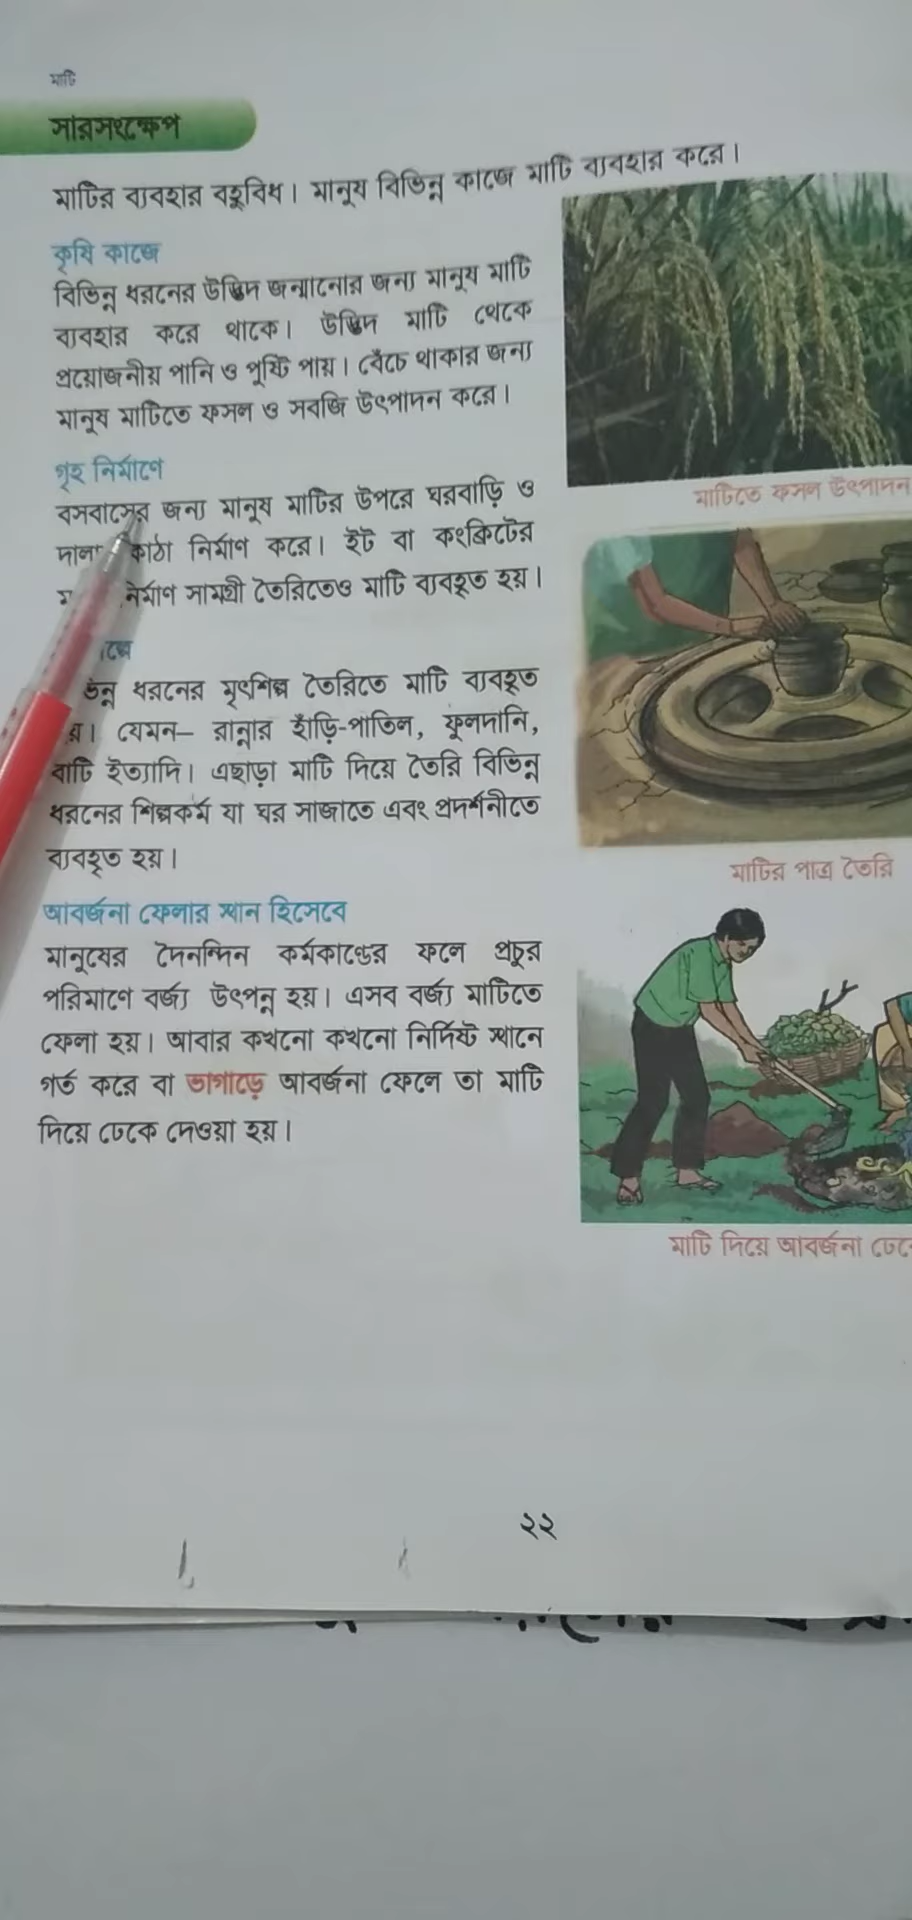 মাটি
সারসংক্ষেপ
মাটির ব্যবহার বহুবিধ। মানুষ বিভিন্ন কাজে মাটি ব্যবহার করে।
কৃষি কাজে
বিভিন্ন ধরনের উদ্ভিদ জন্মানোর জন্য মানুষ মাটি
ব্যবহার করে থাকে। উদ্ভিদ মাটি থেকে
প্রয়োজনীয় পানি ও পুষ্টি পায়। বেঁচে থাকার জন্য
মানুষ মাটিতে ফসল ও সবজি উৎপাদন করে।
মাটিতে ফসল উৎপাদন
গৃহ নির্মাণে
বসবাসের জন্য মানুষ মাটির উপরে ঘরবাড়ি ও
নির্মাণ করে। ইট বা কংক্রিটের
সামগ্রী তৈরিতেও মাটি ব্যবহৃত হয়।
ধরনের মৃৎশিল্প তৈরিতে মাটি ব্যবহৃত
যেমন– রান্নার হাঁড়ি-পাতিল, ফুলদানি,
বাটি ইত্যাদি। এছাড়া মাটি দিয়ে তৈরি বিভিন্ন
ধরনের শিল্পকর্ম যা ঘর সাজাতে এবং প্রদর্শনীতে
ব্যবহৃত হয়।
মাটির পাত্র তৈরি
আবর্জনা ফেলার স্থান হিসেবে
মানুষের দৈনন্দিন কর্মকাণ্ডের ফলে প্রচুর
পরিমাণে বর্জ্য উৎপন্ন হয়। এসব বর্জ্য মাটিতে
ফেলা হয়। আবার কখনো কখনো নির্দিষ্ট স্থানে
গর্ত করে বা ভাগাড়ে আবর্জনা ফেলে তা মাটি
দিয়ে ঢেকে দেওয়া হয়।
মাটি দিয়ে আবর্জনা
২২